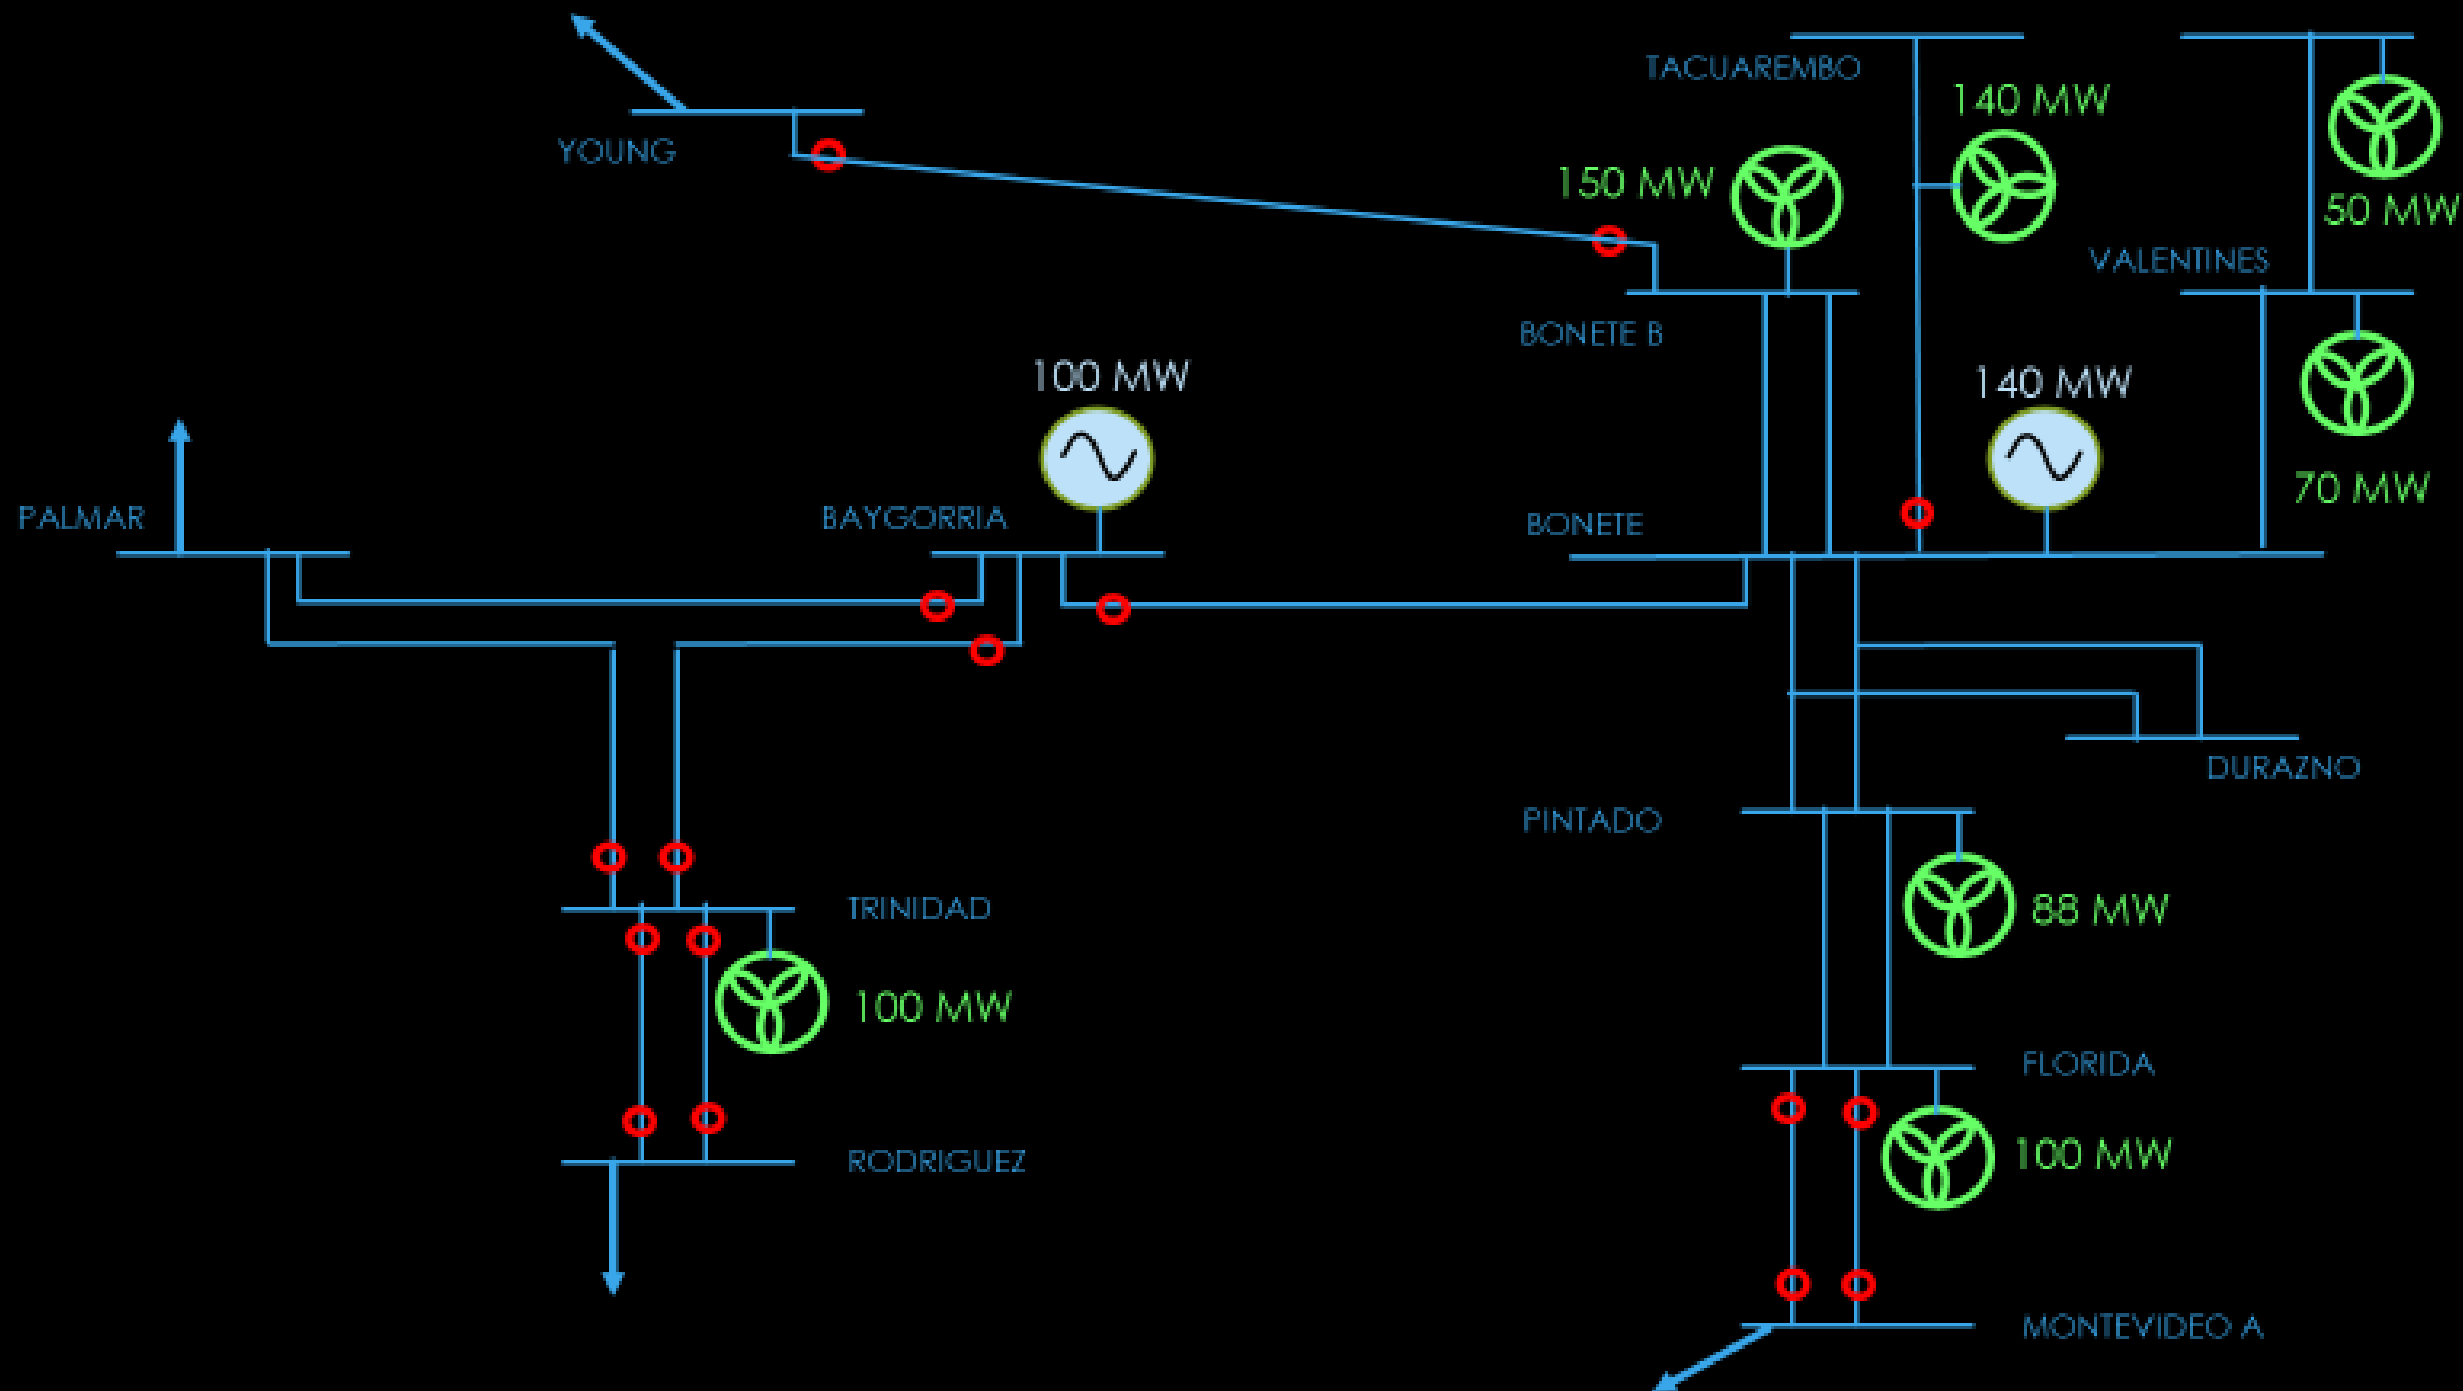 TACUAREMBO
140 MW
YOUNG
150 MW
50 MW
VALENTINES
BONETE B
100 MW
140 MW
70 MW
PALMAR
BAYGORRIA
BONETE
DURAZNO
PINTADO
TRINIDAD
88 MW
100 MW
FLORIDA
RODRIGUEZ
100 MW
MONTEVIDEO A